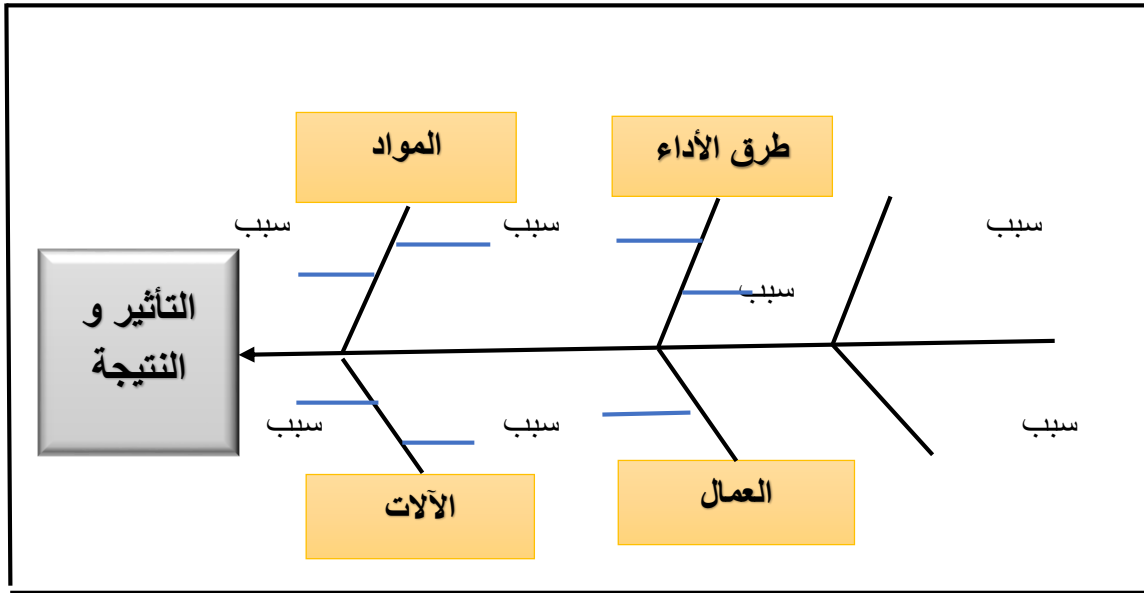 طرق الأداء
المواد
سبب
سبب
سبب
سبب
التأثير و
النتيجة
سبب
سبب
سبب
العمال
الآلات